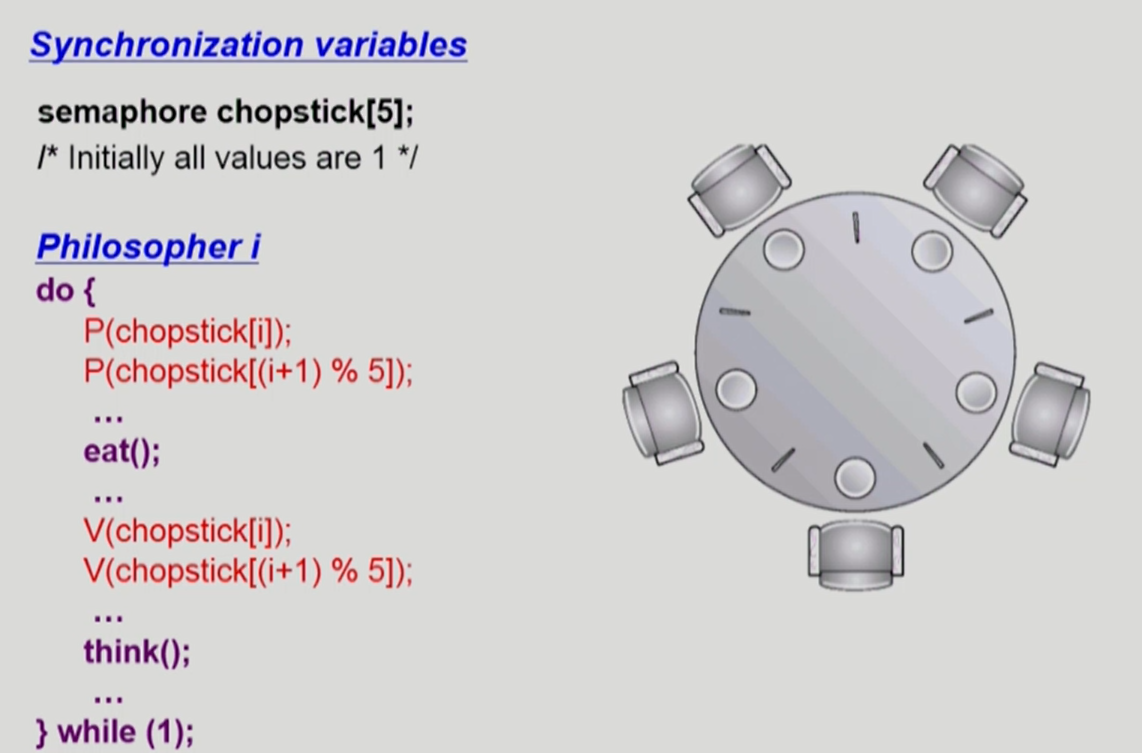 Synchronization variables
semaphore chopstick[5];
/* Initially all values are 1 */
Philosopher i
do {
P(chopstick[i]);
P(chopstick[(i+1) % 5]);
...
eat();
...
V(chopstick[i]);
V(chopstick[(i+1) % 5]);
...
think();
...
} while (1);